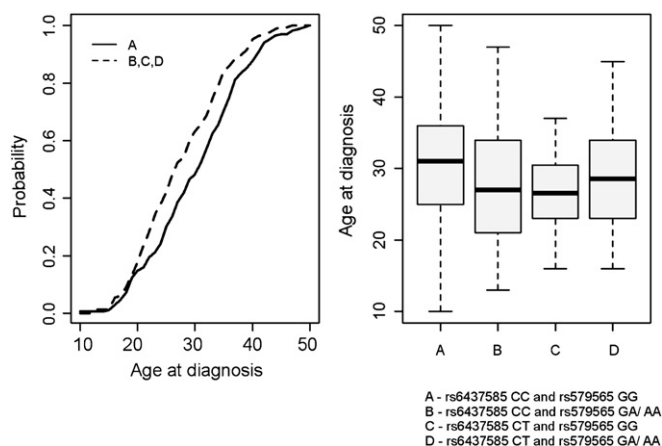 A
B,C,D
Probability
0.0
0.2
0.4
0.6
0.8
1.0
10
20
30
40
50
Age at diagnosis
Age at diagnosis
10
20
30
40
50
A
B
C
D
A - rs6437585 CC and rs579565 GG
B - rs6437585 CC and rs579565 GA/ AA
C - rs6437585 CT and rs579565 GG
D - rs6437585 CT and rs579565 GA/ AA